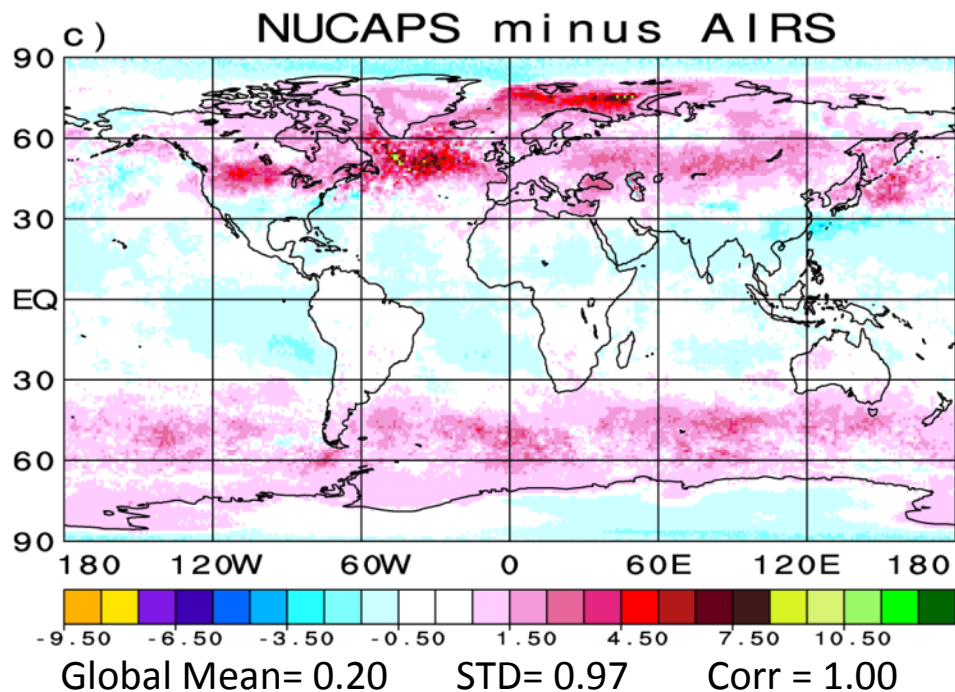 c) NUCAPS minus AIRS
90
60
30
EQ
30
60
90
180 120W 60W 0 60E 120E 180
-9.50 -6.50 -3.50 -0.50 1.50 4.50 7.50 10.50
Global Mean= 0.20 STD= 0.97 Corr = 1.00